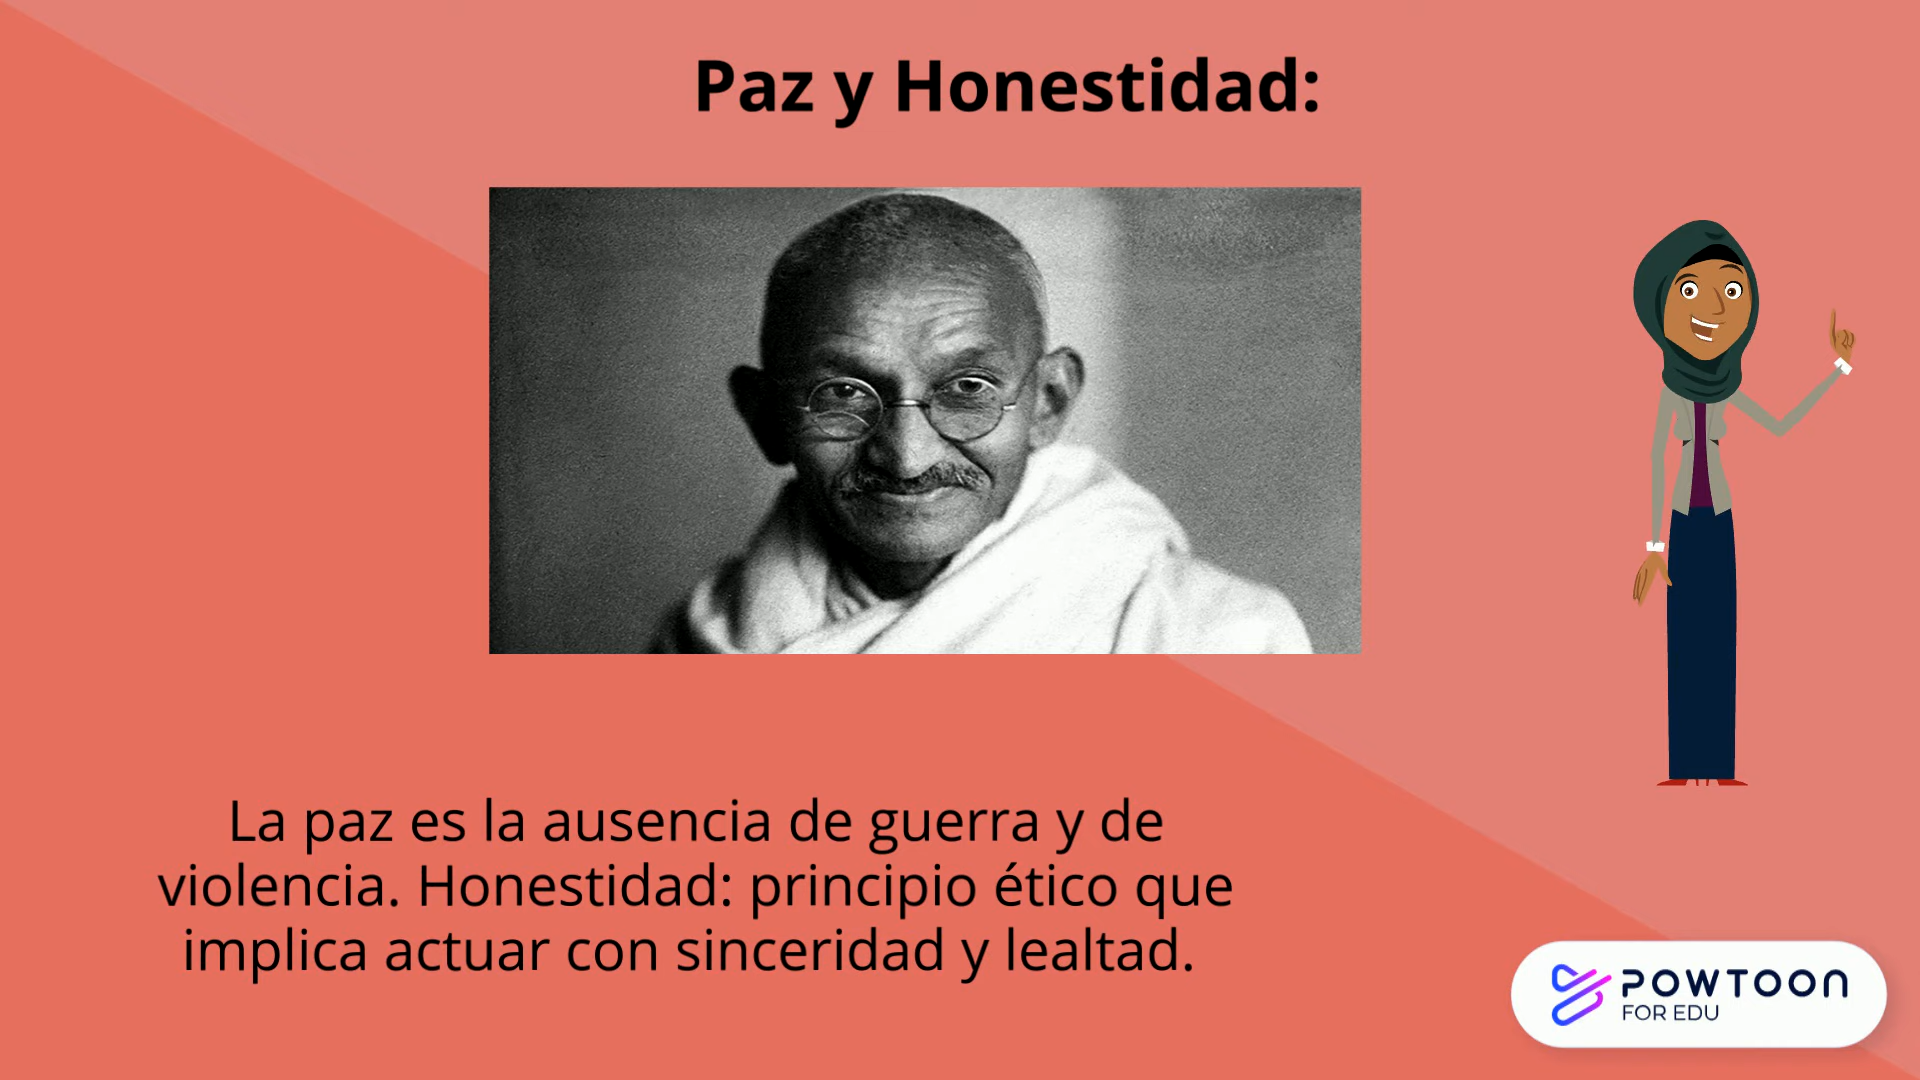 Paz y Honestidad:
La paz es la ausencia de guerra y de
violencia. Honestidad: principio ético que
implica actuar con sinceridad y lealtad.
POWTOON
FOR EDU